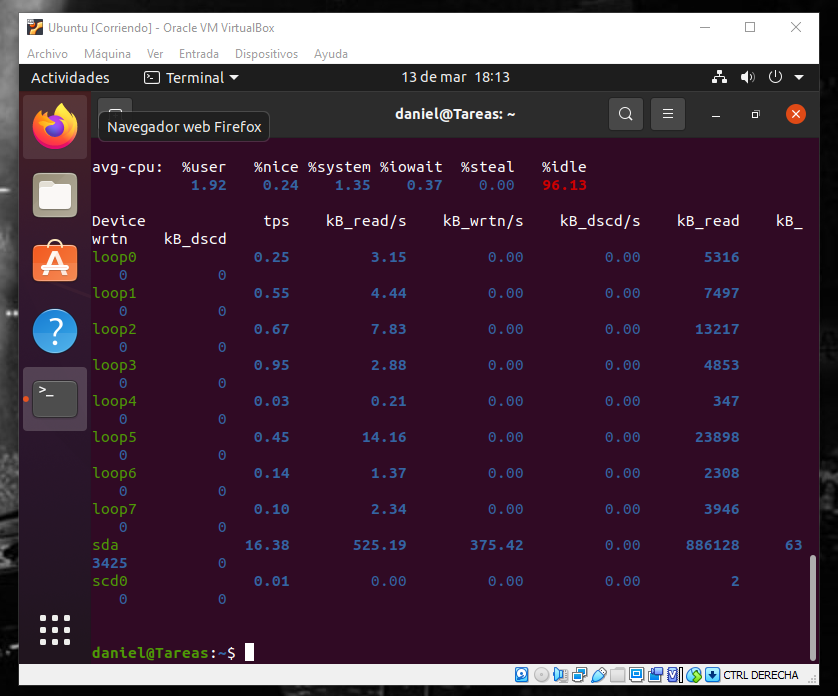 Ubuntu [Corriendo] - Oracle VM VirtualBox
Archivo Máquina Ver Entrada Dispositivos Ayuda
Actividades Terminal 13 de mar 18:13
daniel@Tareas: ~
Navegador web Firefox
avg-cpu: %user %nice %system %iowait %steal %idle
1.92 0.24 1.35 0.37 0.00 96.13
Device tps kB_read/s kB_wrtn/s kB_dscd/s kB_read kB_
wrtn kB_dscd
loop0 0.25 3.15 0.00 0.00 5316
0 0
loop1 0.55 4.44 0.00 0.00 7497
0 0
loop2 0.67 7.83 0.00 0.00 13217
0 0
loop3 0.95 2.88 0.00 0.00 4853
0 0
loop4 0.03 0.21 0.00 0.00 347
0 0
loop5 0.45 14.16 0.00 0.00 23898
0 0
loop6 0.14 1.37 0.00 0.00 2308
0 0
loop7 0.10 2.34 0.00 0.00 3946
0 0
sda 16.38 525.19 375.42 0.00 886128 63
3425 0
scd0 0.01 0.00 0.00 0.00 2
0 0
daniel@Tareas:~$
CTRL DERECHA